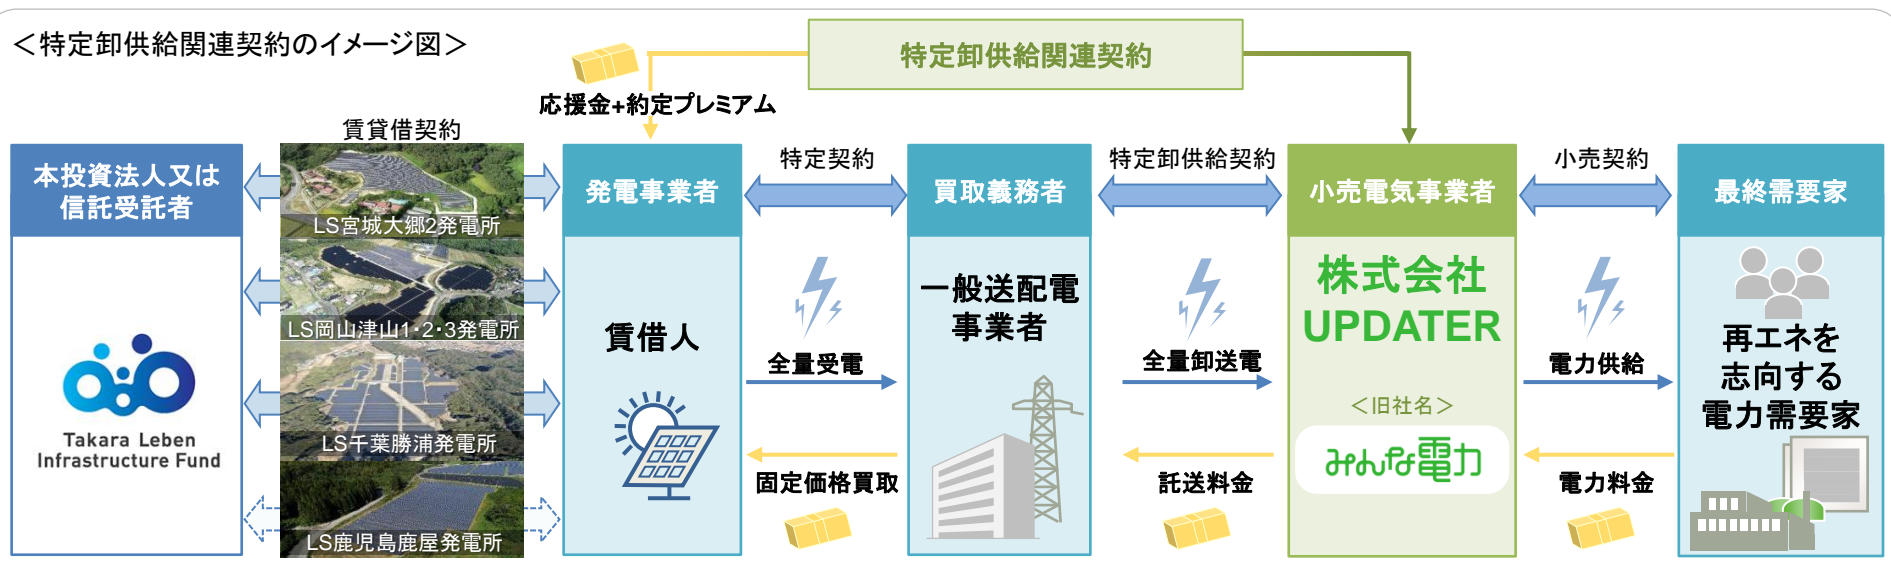 ＜特定卸供給関連契約のイメージ図＞
特定卸供給関連契約
応援金+約定プレミアム
賃貸借契約
本投資法人又は
信託受託者
Takara Leben
Infrastructure Fund
LS宮城大郷2発電所
LS岡山津山1・2・3発電所
LS千葉勝浦発電所
LS鹿児島鹿屋発電所
発電事業者
賃借人
特定契約
全量受電
固定価格買取
買取義務者
一般送配電
事業者
特定卸供給契約
全量卸送電
託送料金
小売電気事業者
株式会社
UPDATER
＜旧社名＞
みんな電力
小売契約
電力供給
電力料金
最終需要家
再エネを
志向する
電力需要家